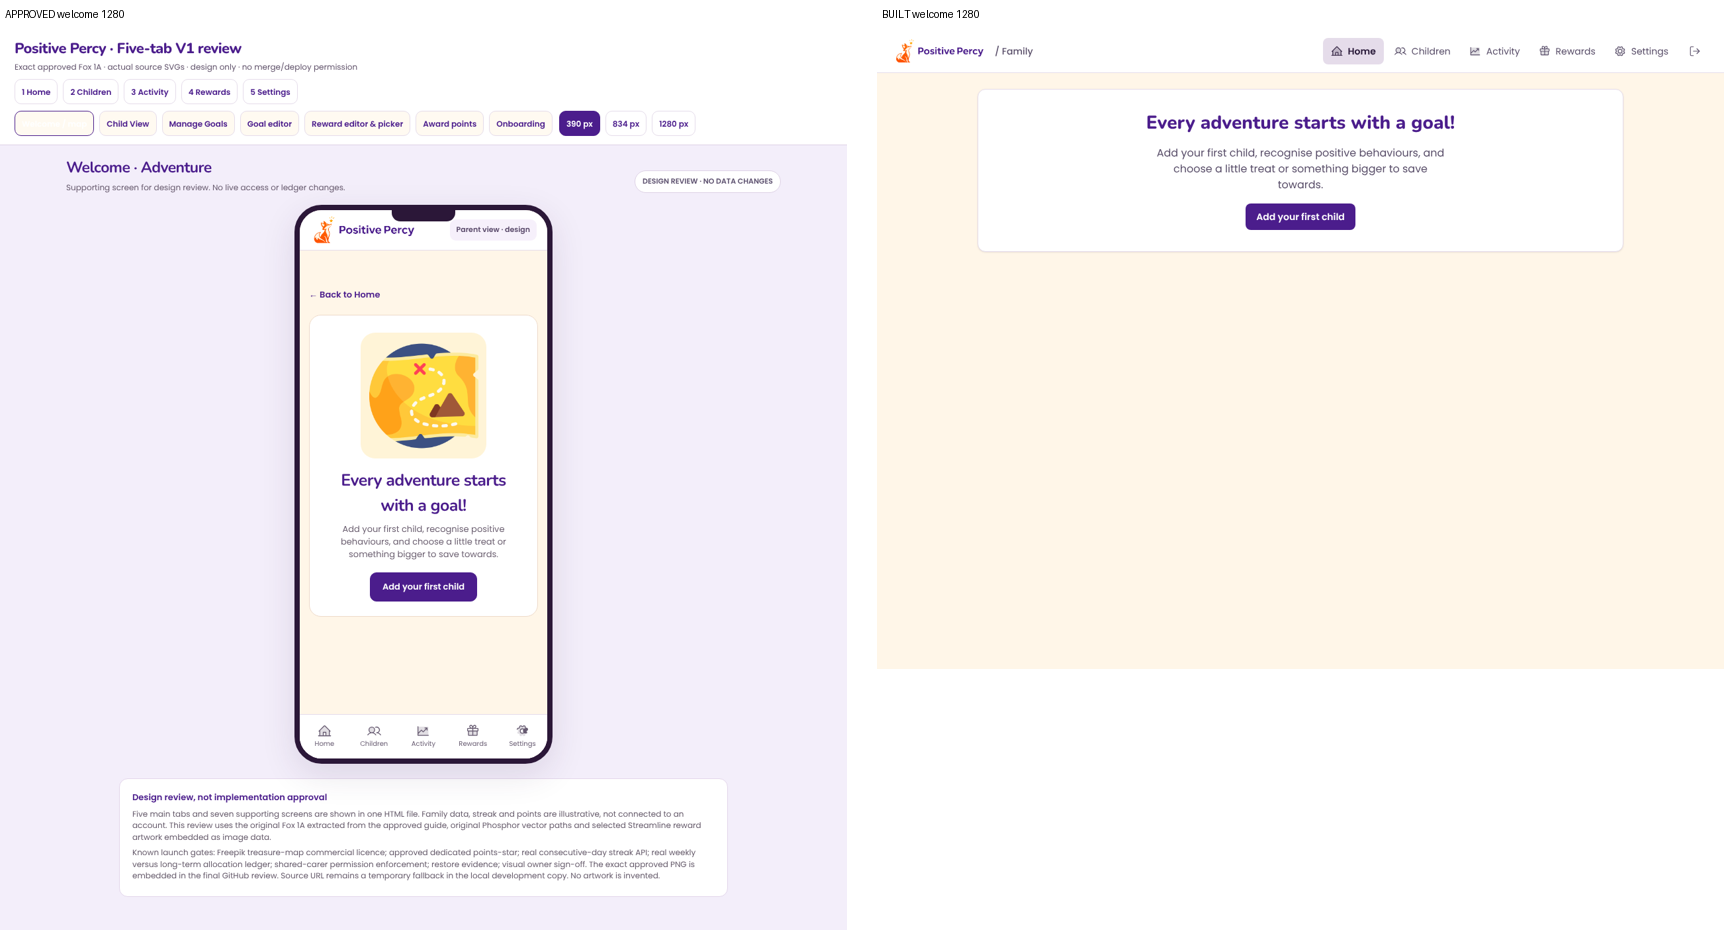 APPROVED welcome 1280
Positive Percy · Five-tab V1 review
Exact approved Fox 1A · actual source SVGs · design only · no merge/deploy permission
1 Home
2 Children
3 Activity
4 Rewards
5 Settings
Child View
Manage Goals
Goal editor
Reward editor & picker
Award points
Onboarding
390 px
834 px
1280 px
Welcome · Adventure
Supporting screen for design review. No live access or ledger changes.
DESIGN REVIEW · NO DATA CHANGES
Positive Percy
Parent view · design
← Back to Home
Every adventure starts
with a goal!
Add your first child, recognise positive
behaviours, and choose a little treat or
something bigger to save towards.
Add your first child
Home
Children
Activity
Rewards
Settings
Design review, not implementation approval
Five main tabs and seven supporting screens are shown in one HTML file. Family data, streak and points are illustrative, not connected to an
account. This review uses the original Fox 1A extracted from the approved guide, original Phosphor vector paths and selected Streamline reward
artwork embedded as image data.
Known launch gates: Freepik treasure-map commercial licence; approved dedicated points-star; real consecutive-day streak API; real weekly
versus long-term allocation ledger; shared-carer permission enforcement; restore evidence; visual owner sign-off. The exact approved PNG is
embedded in the final GitHub review. Source URL remains a temporary fallback in the local development copy. No artwork is invented.
BUILT welcome 1280
Positive Percy
/ Family
Home
Children
Activity
Rewards
Settings
Every adventure starts with a goal!
Add your first child, recognise positive behaviours, and
choose a little treat or something bigger to save
towards.
Add your first child